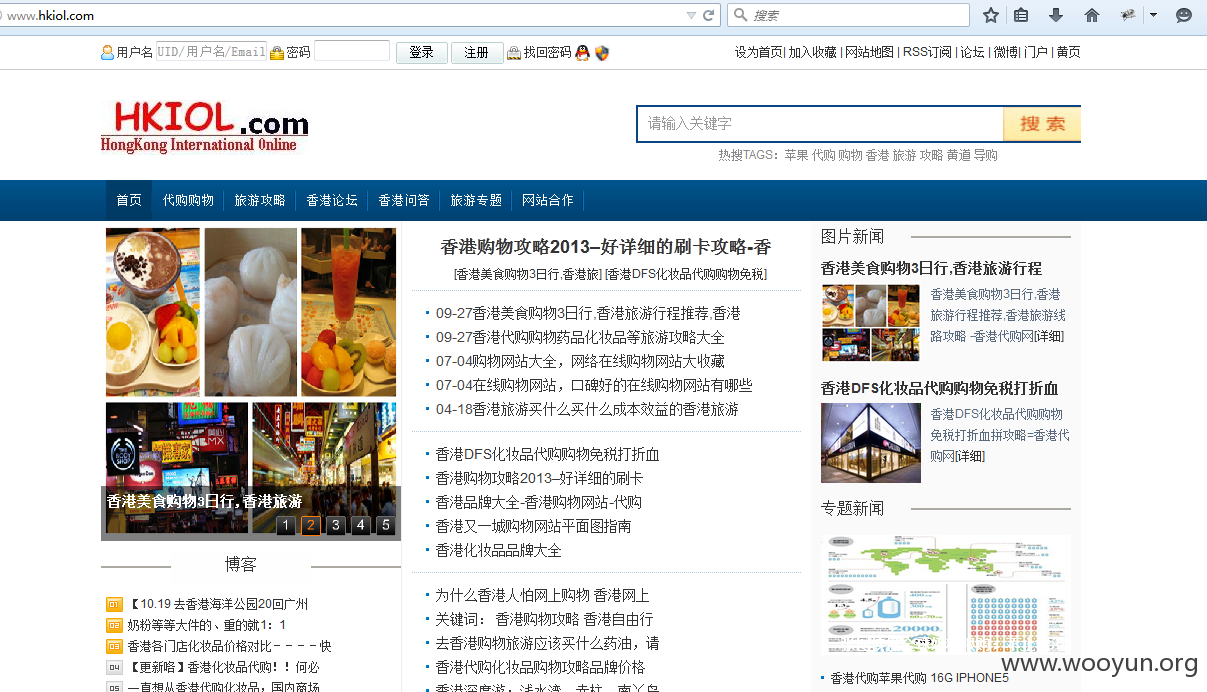 www.hkiol.com
搜索
用户名 UID/用户名/Email 密码 登录 注册 找回密码
设为首页| 加入收藏 | 网站地图 | RSS订阅 | 论坛 | 微博| 门户 | 黄页
HKIOL.com
HongKong International Online
请输入关键字 搜索
热搜TAGS：苹果 代购 购物 香港 旅游 攻略 黄道 导购
首页 代购购物 旅游攻略 香港论坛 香港问答 旅游专题 网站合作
香港美食购物3日行,香港旅游
1 2 3 4 5
博客
01 【10.19 去香港海洋公园20回广州
02 奶粉等等大件的、重的就1：1
03 香港各门店化妆品价格对比－－－－快
04 【更新咯】香港化妆品代购！！何必
05 一直想从香港代购化妆品，国内商场
香港购物攻略2013–好详细的刷卡攻略-香
[香港美食购物3日行,香港旅] [香港DFS化妆品代购购物免税]
09-27香港美食购物3日行,香港旅游行程推荐,香港
09-27香港代购购物药品化妆品等旅游攻略大全
07-04购物网站大全，网络在线购物网站大收藏
07-04在线购物网站，口碑好的在线购物网站有哪些
04-18香港旅游买什么买什么成本效益的香港旅游
香港DFS化妆品代购购物免税打折血
香港购物攻略2013–好详细的刷卡
香港品牌大全-香港购物网站-代购
香港又一城购物网站平面图指南
香港化妆品品牌大全
为什么香港人怕网上购物 香港网上
关键词： 香港购物攻略 香港自由行
去香港购物旅游应该买什么药油，请
香港代购化妆品购物攻略品牌价格
香港深度游：浅水湾、赤柱、南丫岛
图片新闻
香港美食购物3日行,香港旅游行程
香港美食购物3日行,香港
旅游行程推荐,香港旅游线
路攻略 -香港代购网[详细]
香港DFS化妆品代购购物免税打折血
香港DFS化妆品代购购物
免税打折血拼攻略=香港代
购网[详细]
专题新闻
香港代购苹果代购 16G IPHONE5
www.wooyun.org